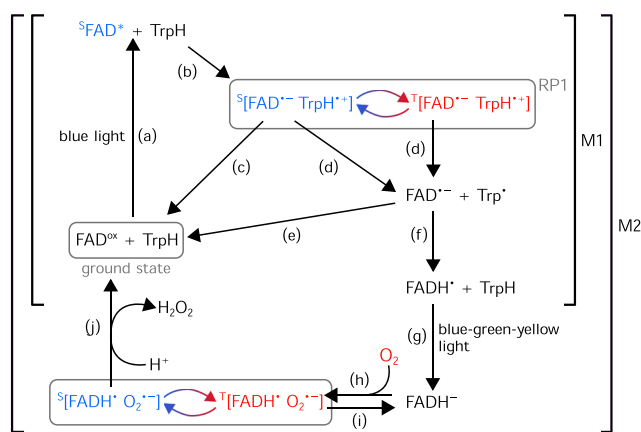 ˢFAD* + TrpH
(b)
RP1
ˢ[FAD•− TrpH•+] ᵀ[FAD•− TrpH•+]
blue light (a)
M1
(c) (d) (d)
FAD•− + Trp•
M2
FADᵒˣ + TrpH
(e) (f)
ground state
FADH• + TrpH
H₂O₂
(j)
(g) blue-green-yellow
light
H⁺
O₂
(h)
ˢ[FADH• O₂•−] ᵀ[FADH• O₂•−]
FADH⁻
(i)